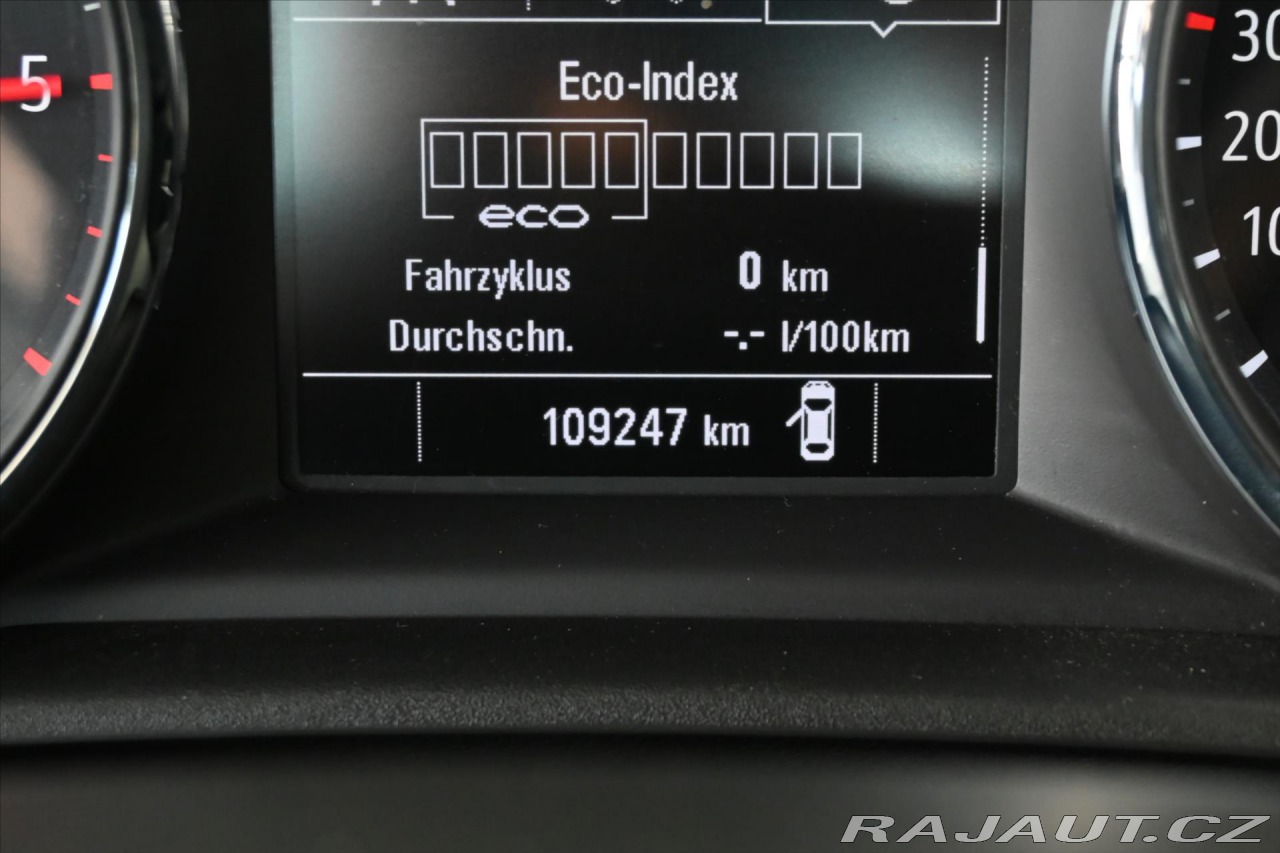 5
Eco-Index
eco
Fahrzyklus 0 km
Durchschn. -.- l/100km
109247 km
30
20
10
RAJAUT.CZ